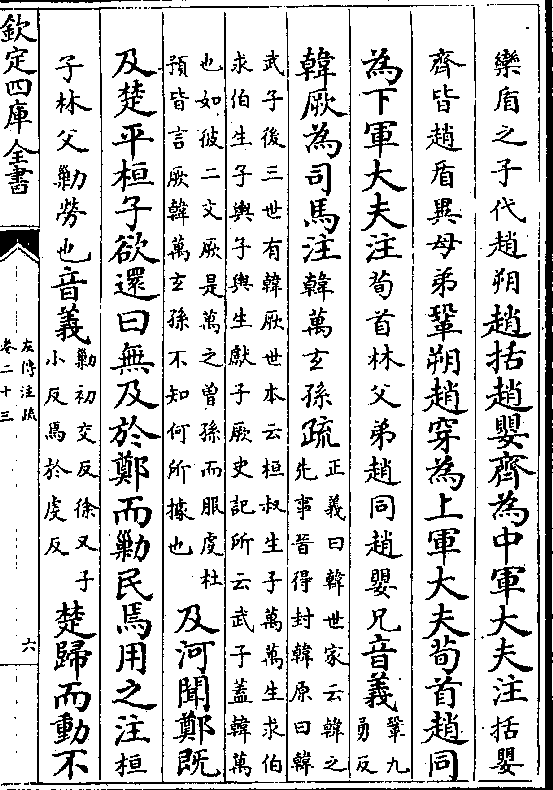 欒盾之子代趙朔趙括趙嬰齊為中軍大夫注括嬰
齊皆趙盾異母弟鞏朔趙穿為上軍大夫荀首趙同
為下軍大夫注荀首林父弟趙同趙嬰兄音義
鞏九
勇反
韓厥為司馬注韓萬玄孫疏
正義曰韓世家云韓之
先事晉得封韓原曰韓
武子後三世有韓厥世本云桓叔生子萬萬生求伯
求伯生子輿子輿生獻子厥史記所云武子蓋韓萬
也如彼二文厥是萬之曾孫而服虔杜
預皆言厥韓萬玄孫不知何所據也
及河聞鄭既
及楚平桓子欲還曰無及於鄭而勦民焉用之注桓
子林父勦勞也音義
勦初交反徐又子
小反焉於虔反
楚歸而動不
欽定四庫全書
左傳注疏
卷二十三
六